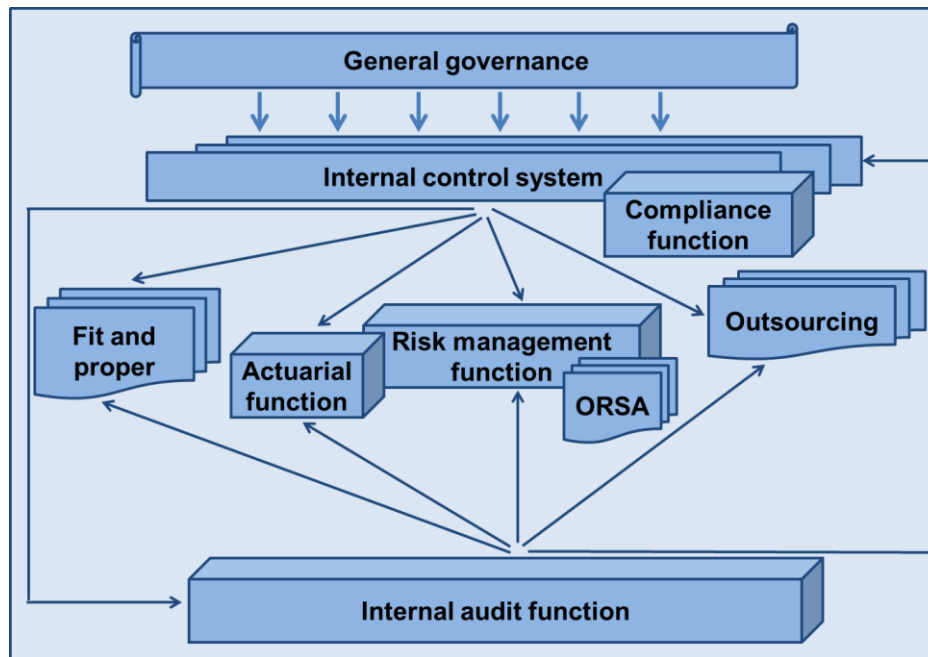 General governance
Internal control system
Compliance
function
Fit and
proper
Actuarial
function
Risk management
function
ORSA
Outsourcing
Internal audit function